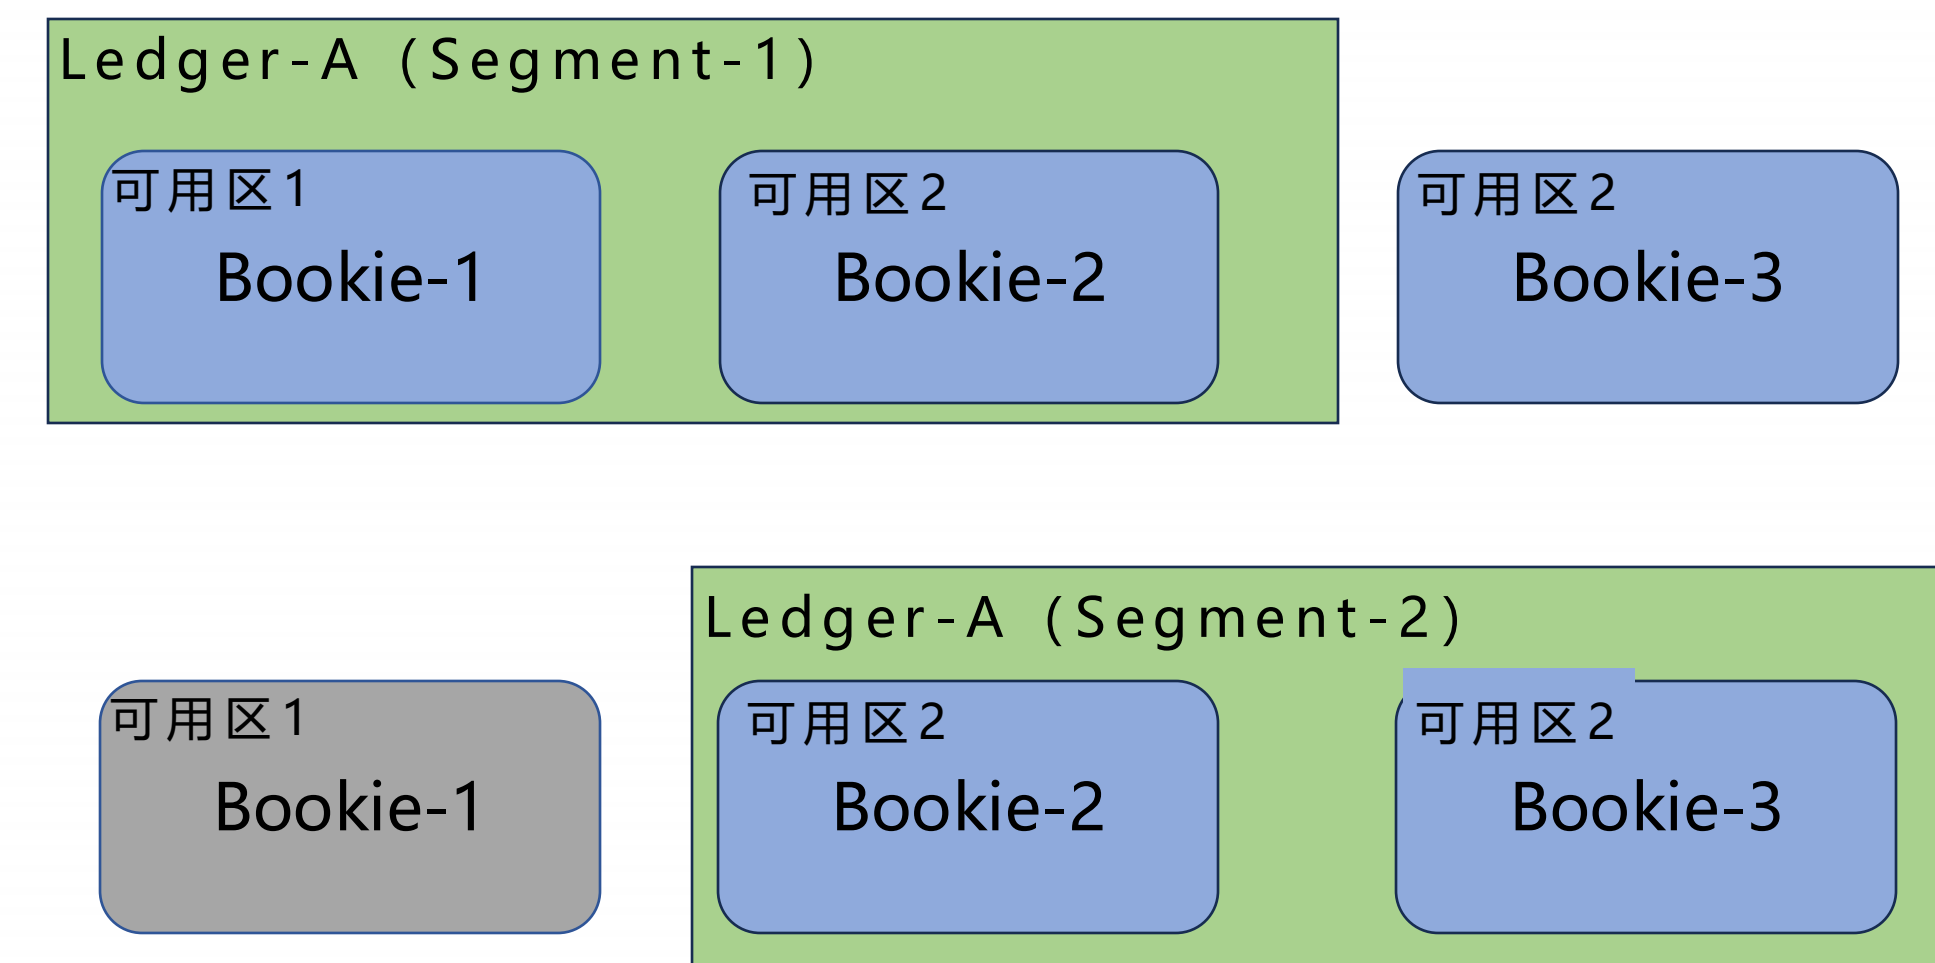 Ledger-A (Segment-1)
可用区1
Bookie-1
可用区2
Bookie-2
可用区2
Bookie-3
Ledger-A (Segment-2)
可用区1
Bookie-1
可用区2
Bookie-2
可用区2
Bookie-3